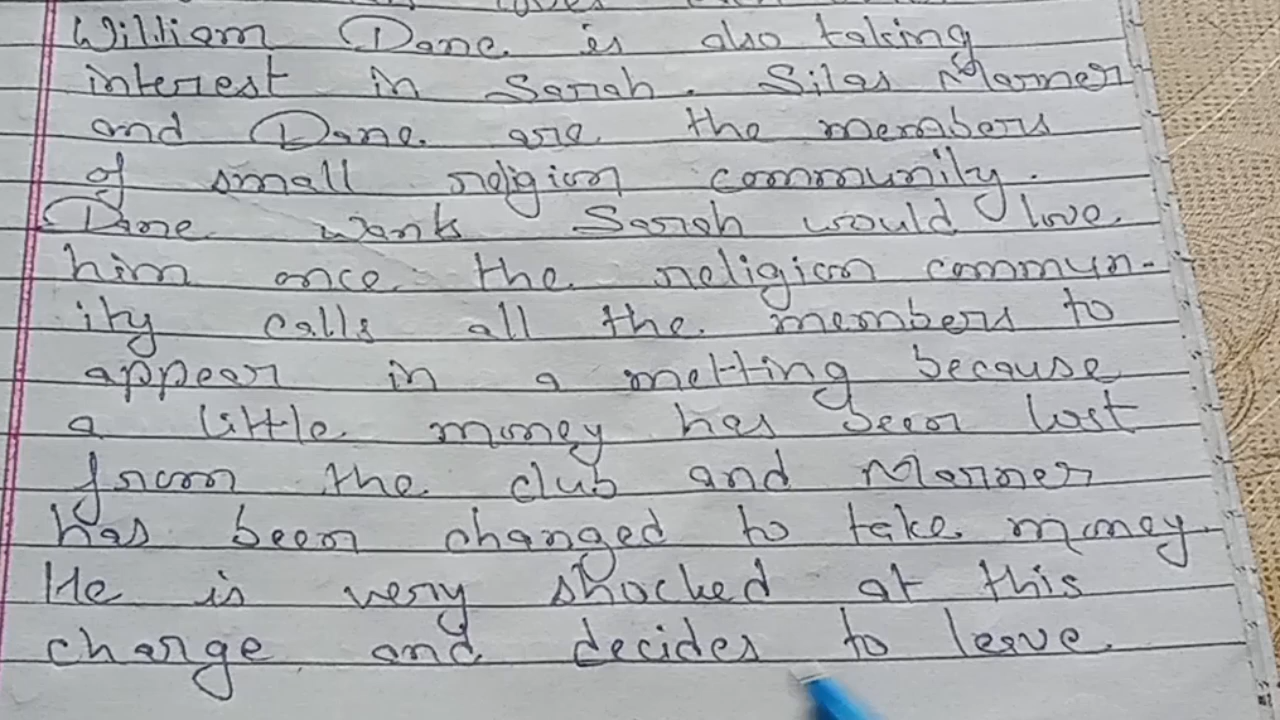 William Dane is also taking
interest in Sarah. Silas Marner
and Dane are the members
of small religion community.
Dane wants Sarah would love
him once the religion commun-
ity calls all the members to
appear in a metting because
a little money has been lost
from the club and Marner
has been changed to take money
He is very shocked at this
charge and decides to leave